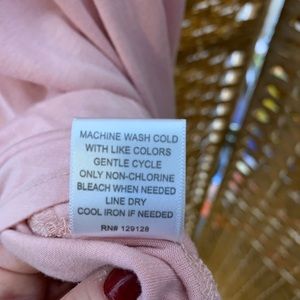 MACHINE WASH COLD
WITH LIKE COLORS
GENTLE CYCLE
ONLY NON-CHLORINE
BLEACH WHEN NEEDED
LINE DRY
COOL IRON IF NEEDED
RN# 129128